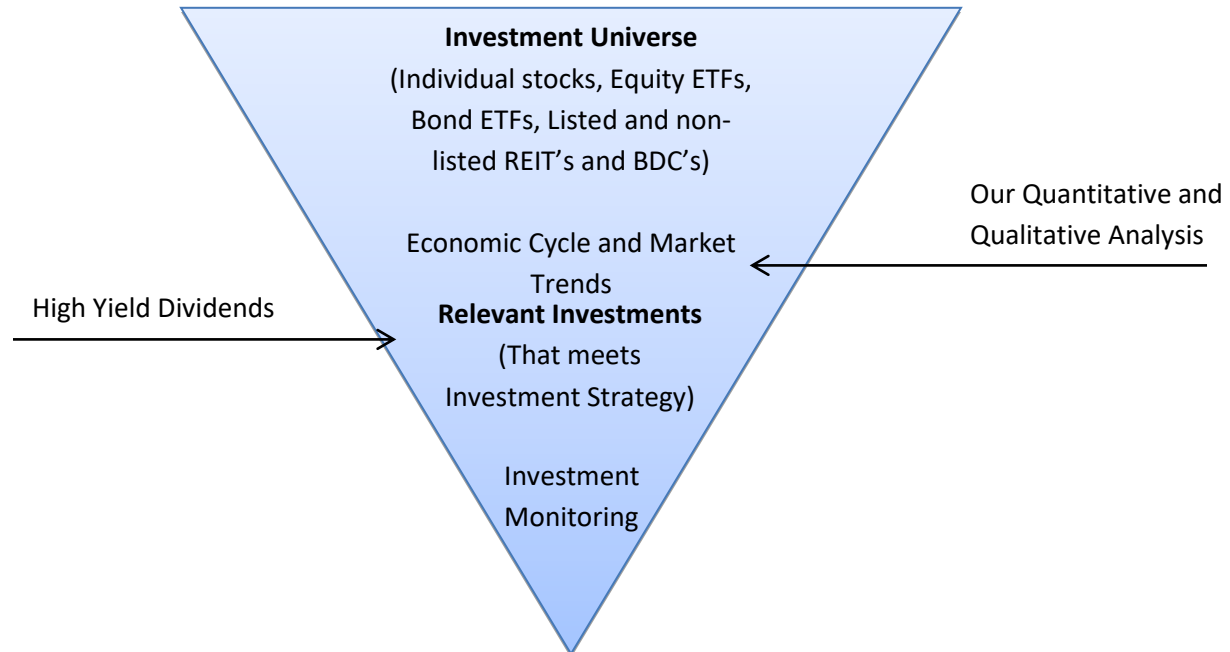 Investment Universe
(Individual stocks, Equity ETFs,
Bond ETFs, Listed and non-
listed REIT’s and BDC’s)
Our Quantitative and
Qualitative Analysis
Economic Cycle and Market
Trends
High Yield Dividends
Relevant Investments
(That meets
Investment Strategy)
Investment
Monitoring